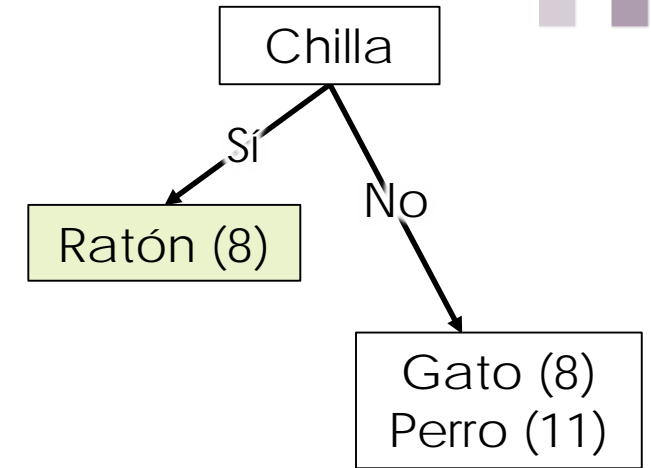 Chilla
Sí
No
Ratón (8)
Gato (8)
Perro (11)